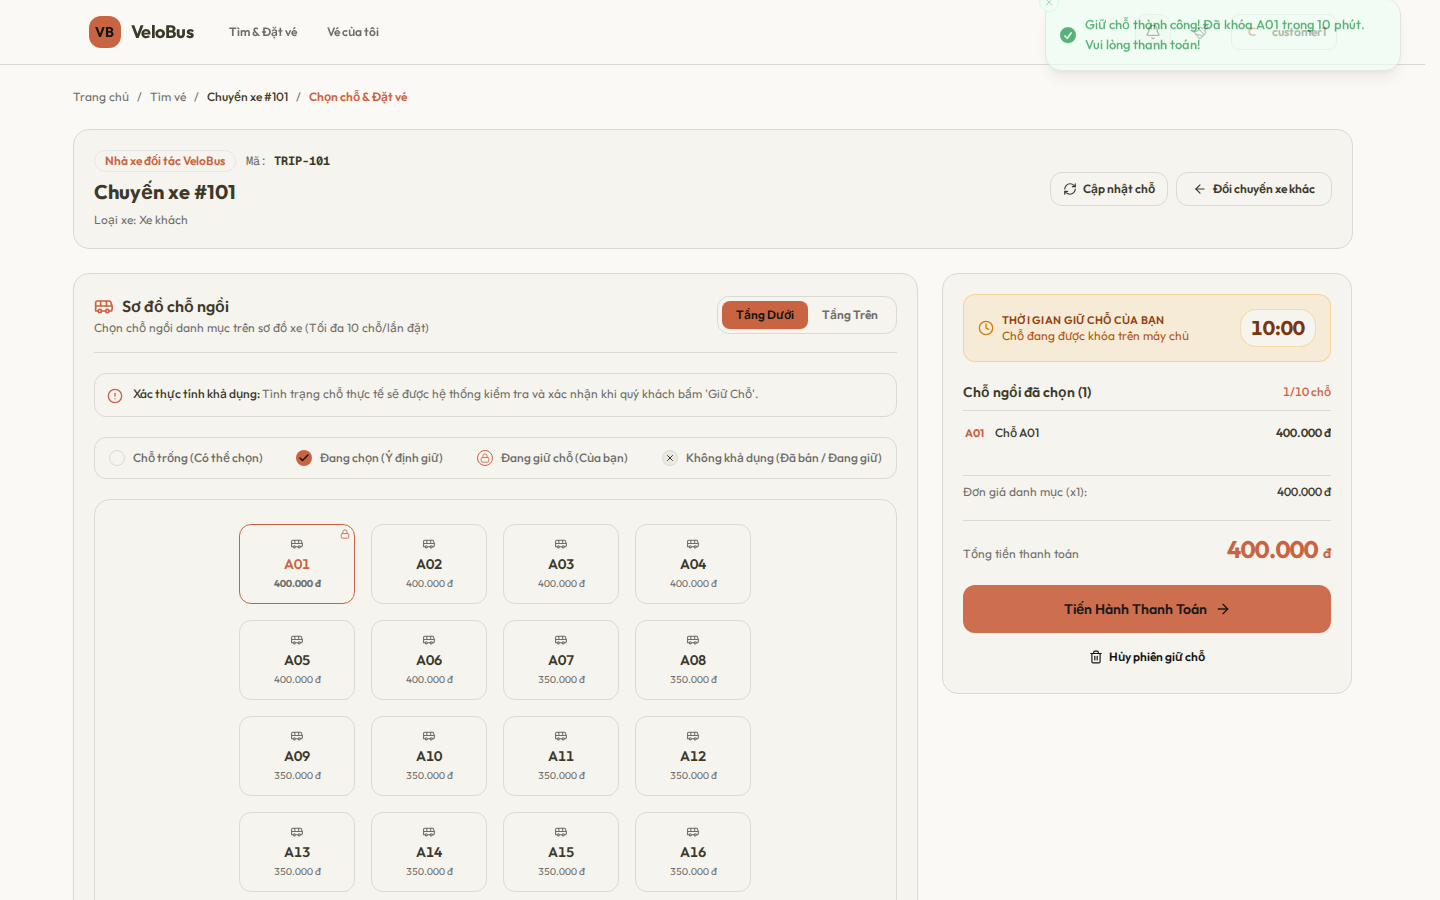 VB VeloBus Tìm & Đặt vé Vé của tôi
Giữ chỗ thành công! Đã khóa A01 trong 10 phút.
Vui lòng thanh toán!
C customer1
Trang chủ / Tìm vé / Chuyến xe #101 / Chọn chỗ & Đặt vé
Nhà xe đối tác VeloBus Mã: TRIP-101
Chuyến xe #101
Loại xe: Xe khách
Cập nhật chỗ
Đổi chuyến xe khác
Sơ đồ chỗ ngồi
Chọn chỗ ngồi danh mục trên sơ đồ xe (Tối đa 10 chỗ/lần đặt)
Tầng Dưới Tầng Trên
Xác thực tính khả dụng: Tình trạng chỗ thực tế sẽ được hệ thống kiểm tra và xác nhận khi quý khách bấm 'Giữ Chỗ'.
Chỗ trống (Có thể chọn) Đang chọn (Ý định giữ) Đang giữ chỗ (Của bạn) Không khả dụng (Đã bán / Đang giữ)
A01 A02 A03 A04
400.000 đ 400.000 đ 400.000 đ 400.000 đ
A05 A06 A07 A08
400.000 đ 400.000 đ 350.000 đ 350.000 đ
A09 A10 A11 A12
350.000 đ 350.000 đ 350.000 đ 350.000 đ
A13 A14 A15 A16
350.000 đ 350.000 đ 350.000 đ 350.000 đ
THỜI GIAN GIỮ CHỖ CỦA BẠN
Chỗ đang được khóa trên máy chủ
10:00
Chỗ ngồi đã chọn (1) 1/10 chỗ
A01 Chỗ A01 400.000 đ
Đơn giá danh mục (x1): 400.000 đ
Tổng tiền thanh toán 400.000 đ
Tiến Hành Thanh Toán
Hủy phiên giữ chỗ